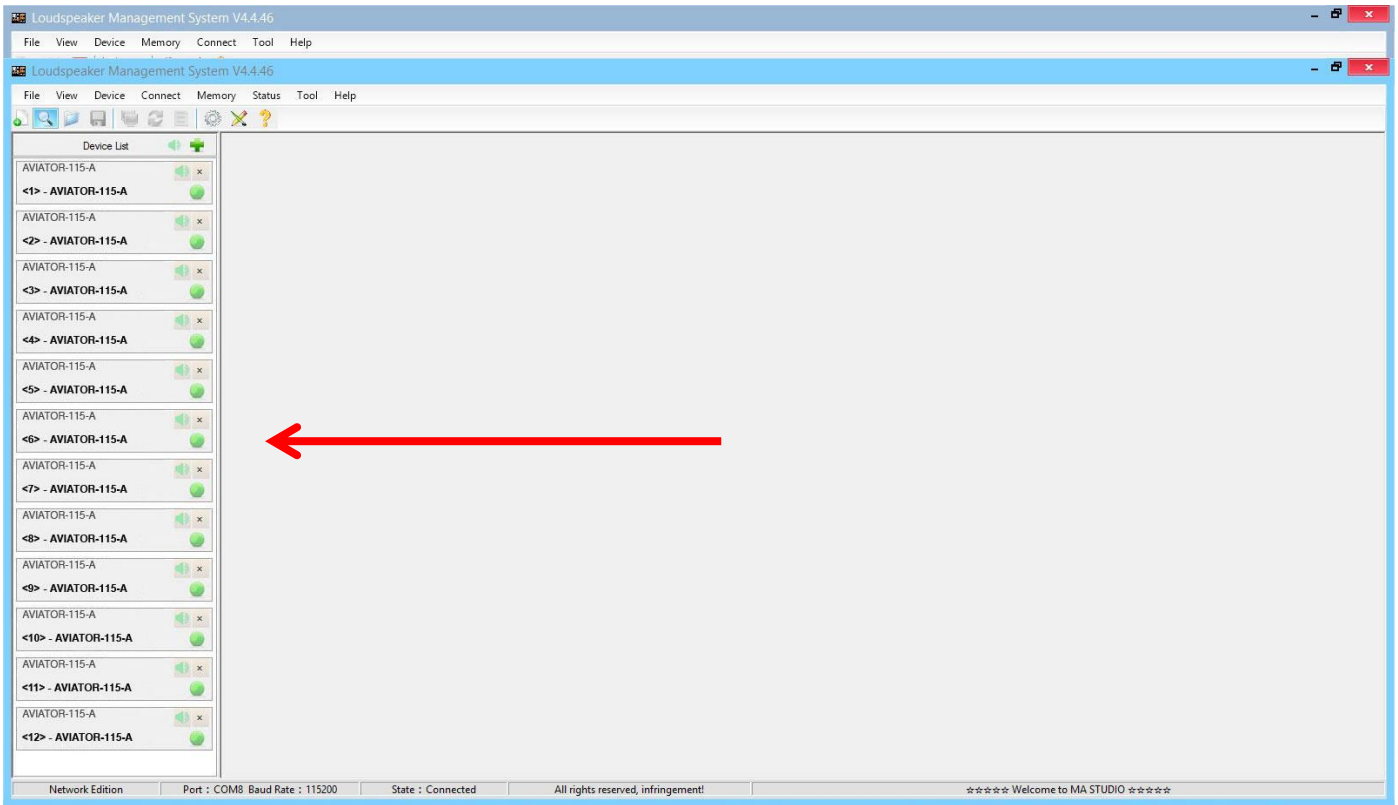 Loudspeaker Management System V4.4.46
File View Device Memory Connect Tool Help
Loudspeaker Management System V4.4.46
File View Device Connect Memory Status Tool Help
Device List
AVIATOR-115-A
<1> - AVIATOR-115-A
AVIATOR-115-A
<2> - AVIATOR-115-A
AVIATOR-115-A
<3> - AVIATOR-115-A
AVIATOR-115-A
<4> - AVIATOR-115-A
AVIATOR-115-A
<5> - AVIATOR-115-A
AVIATOR-115-A
<6> - AVIATOR-115-A
AVIATOR-115-A
<7> - AVIATOR-115-A
AVIATOR-115-A
<8> - AVIATOR-115-A
AVIATOR-115-A
<9> - AVIATOR-115-A
AVIATOR-115-A
<10> - AVIATOR-115-A
AVIATOR-115-A
<11> - AVIATOR-115-A
AVIATOR-115-A
<12> - AVIATOR-115-A
Network Edition Port : COM8 Baud Rate : 115200 State : Connected All rights reserved, infringement! ☆☆☆☆☆ Welcome to MA STUDIO ☆☆☆☆☆